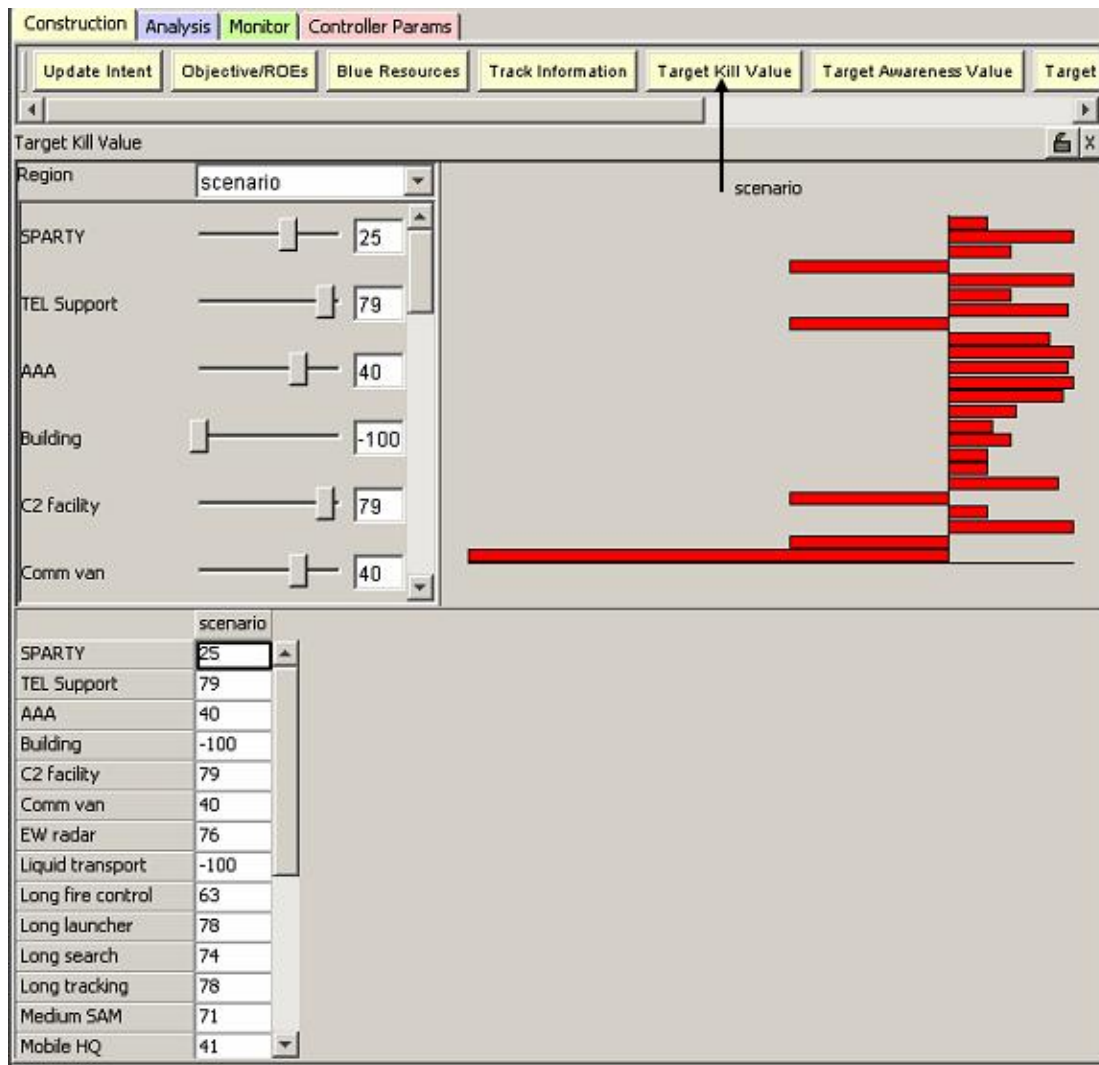 Construction Analysis Monitor Controller Params
Update Intent Objective/ROEs Blue Resources Track Information Target Kill Value Target Awareness Value Target
Target Kill Value x
Region scenario
scenario
SPARTY 25
TEL Support 79
AAA 40
Building -100
C2 facility 79
Comm van 40
scenario
SPARTY 25
TEL Support 79
AAA 40
Building -100
C2 facility 79
Comm van 40
EW radar 76
Liquid transport -100
Long fire control 63
Long launcher 78
Long search 74
Long tracking 78
Medium SAM 71
Mobile HQ 41